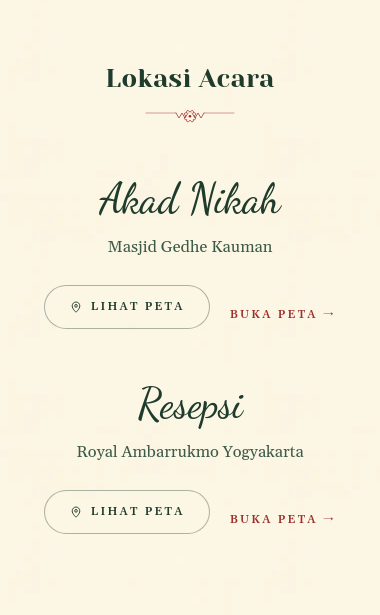 Lokasi Acara
Akad Nikah
Masjid Gedhe Kauman
LIHAT PETA
BUKA PETA →
Resepsi
Royal Ambarrukmo Yogyakarta
LIHAT PETA
BUKA PETA →